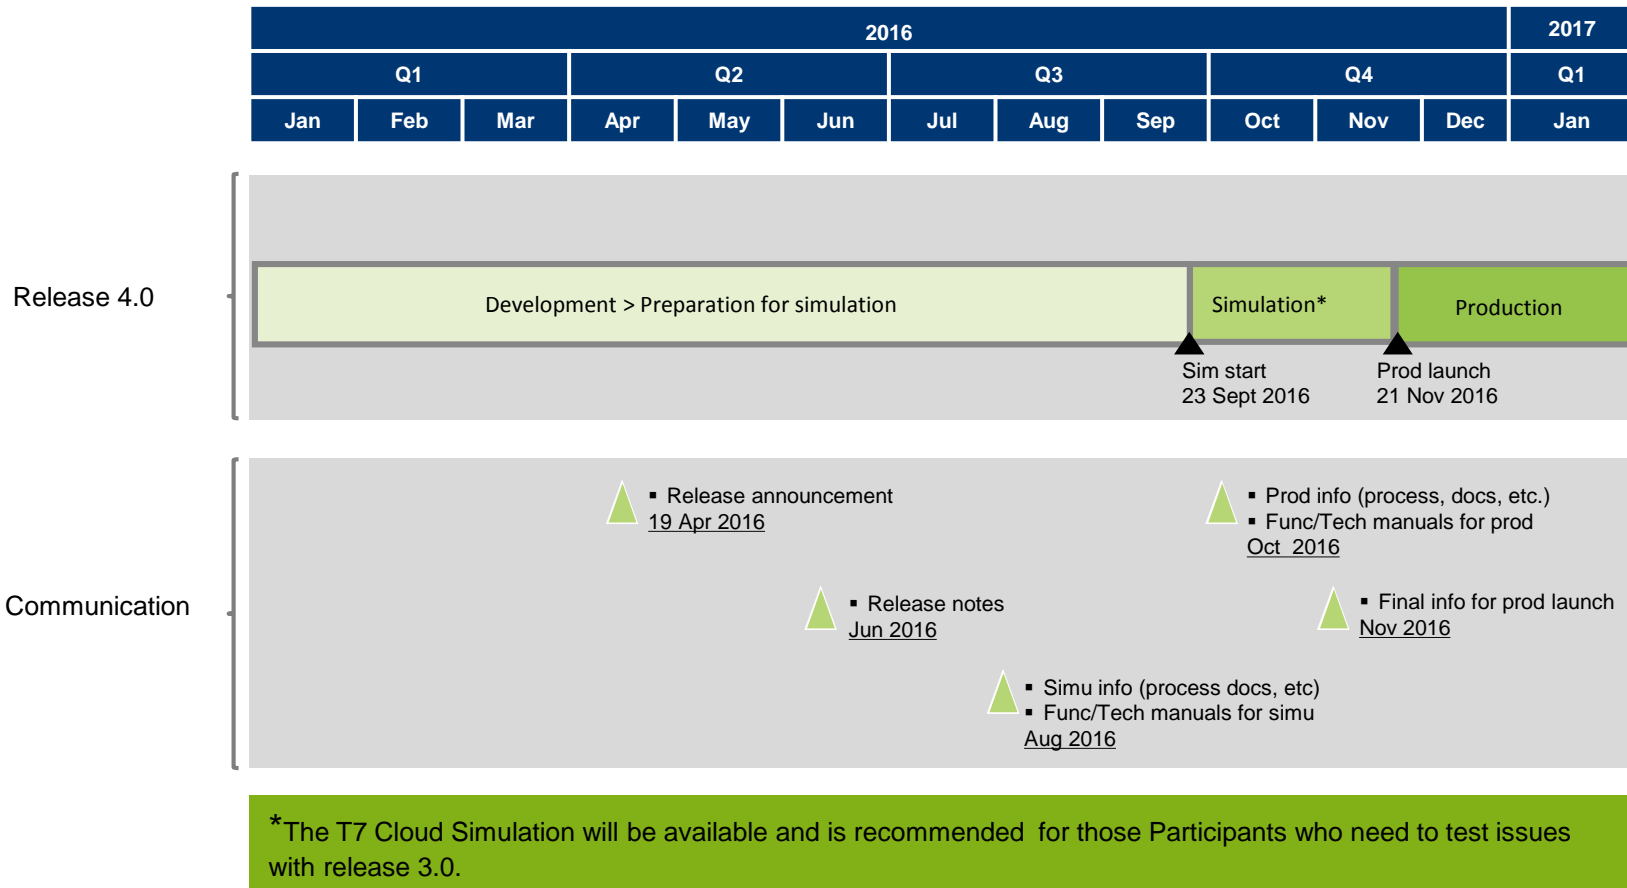 2016 2017
Q1 Q2 Q3 Q4 Q1
Jan Feb Mar Apr May Jun Jul Aug Sep Oct Nov Dec Jan
Release 4.0
Development > Preparation for simulation
Simulation*
Production
Sim start
23 Sept 2016
Prod launch
21 Nov 2016
Communication
▪ Release announcement
19 Apr 2016
▪ Prod info (process, docs, etc.)
▪ Func/Tech manuals for prod
Oct 2016
▪ Release notes
Jun 2016
▪ Final info for prod launch
Nov 2016
▪ Simu info (process docs, etc)
▪ Func/Tech manuals for simu
Aug 2016
*The T7 Cloud Simulation will be available and is recommended for those Participants who need to test issues
with release 3.0.